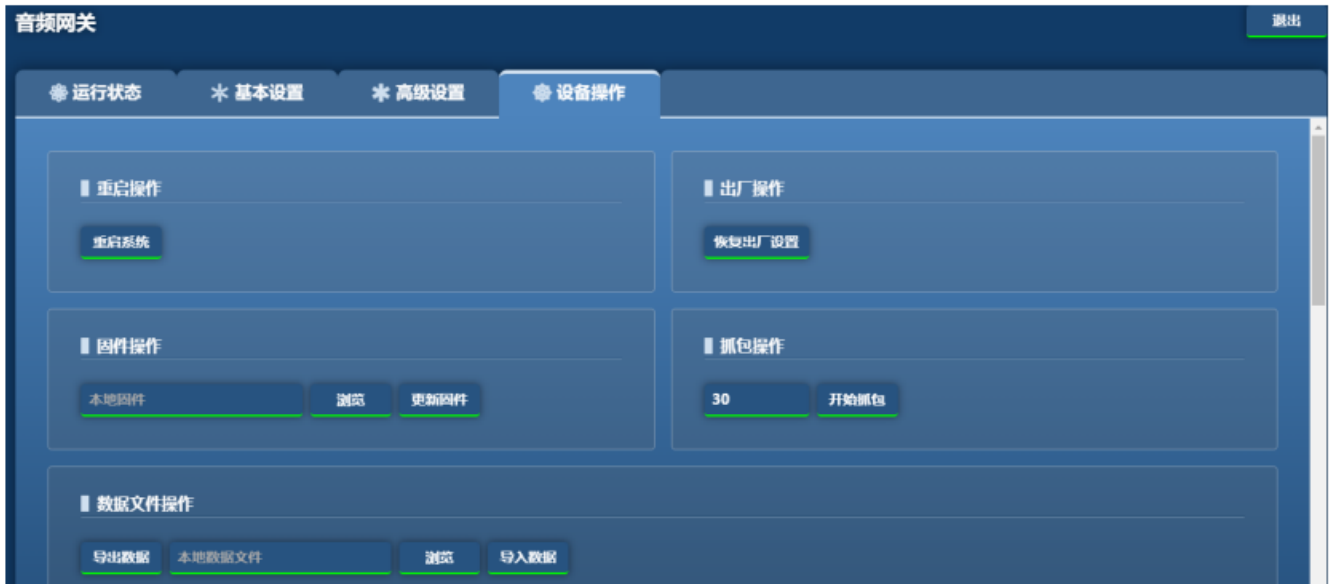 音频网关
退出
运行状态 基本设置 高级设置 设备操作
重启操作
重启系统
出厂操作
恢复出厂设置
固件操作
本地固件 浏览 更新固件
抓包操作
30 开始抓包
数据文件操作
导出数据 本地数据文件 浏览 导入数据